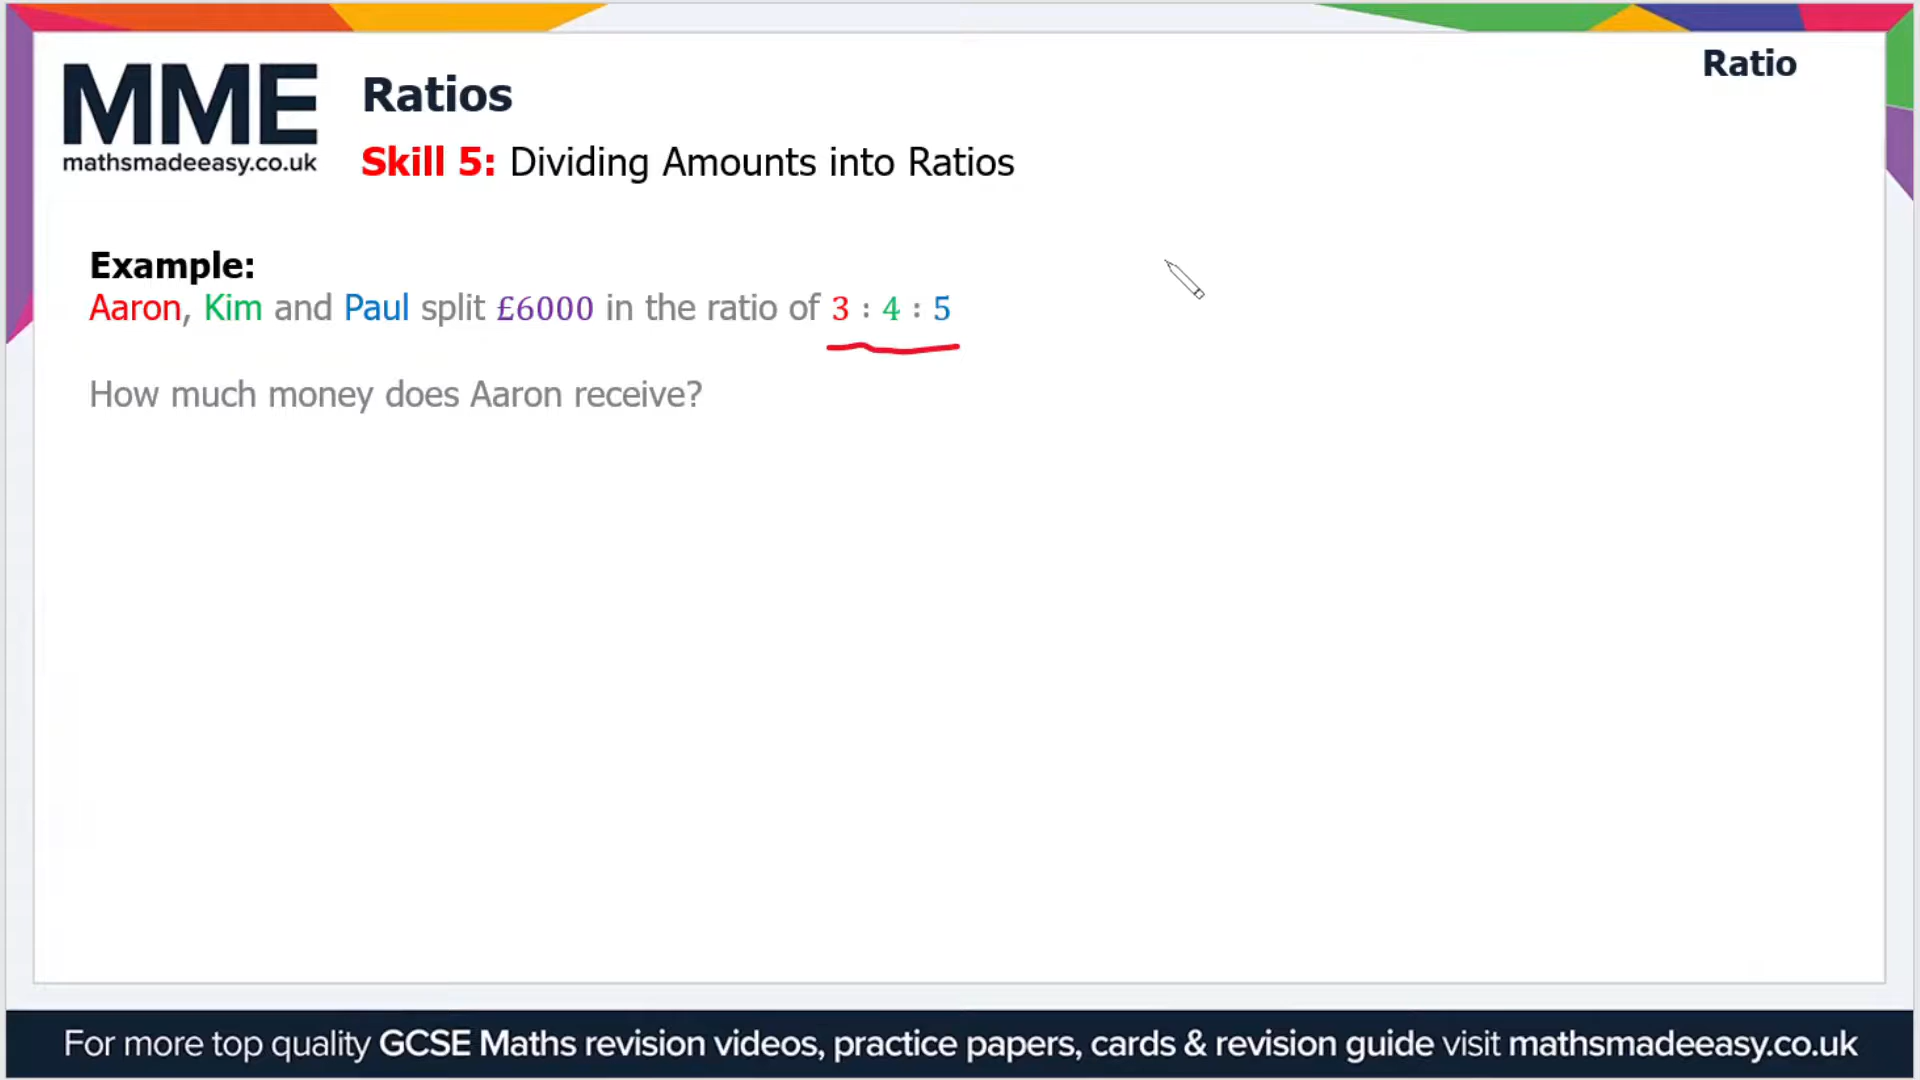 Ratio
MME
mathsmadeeasy.co.uk
Ratios
Skill 5: Dividing Amounts into Ratios
Example:
Aaron, Kim and Paul split £6000 in the ratio of 3 : 4 : 5
How much money does Aaron receive?
For more top quality GCSE Maths revision videos, practice papers, cards & revision guide visit mathsmadeeasy.co.uk